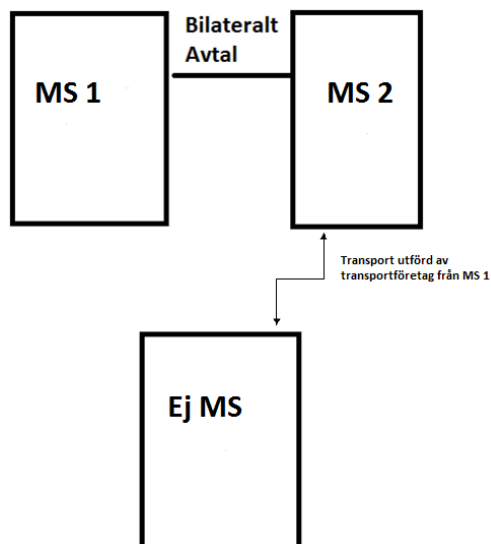 Bilateralt
Avtal
MS 1
MS 2
Transport utförd av
transportföretag från MS 1
Ej MS